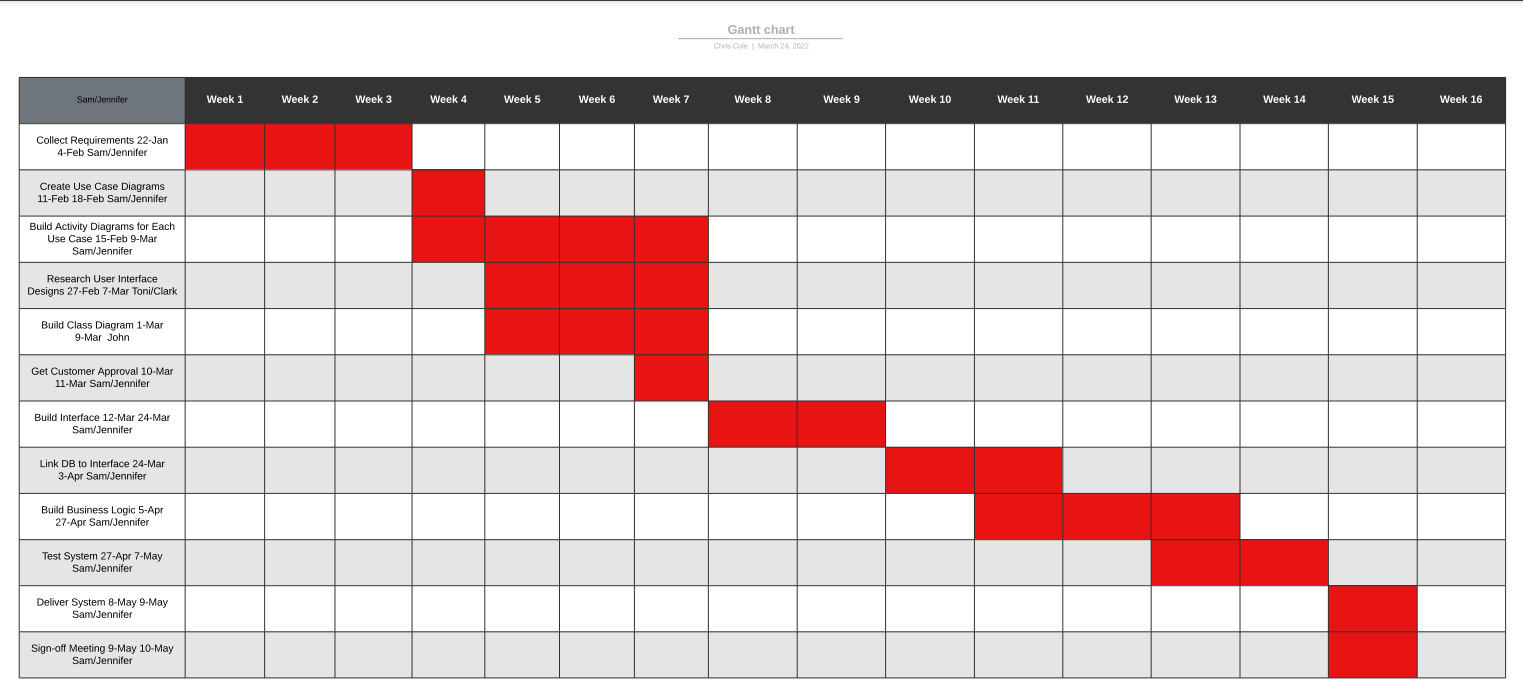 Gantt chart
Chris Cole | March 24, 2022
Sam/Jennifer
Week 1
Week 2
Week 3
Week 4
Week 5
Week 6
Week 7
Week 8
Week 9
Week 10
Week 11
Week 12
Week 13
Week 14
Week 15
Week 16
Collect Requirements 22-Jan
4-Feb Sam/Jennifer
Create Use Case Diagrams
11-Feb 18-Feb Sam/Jennifer
Build Activity Diagrams for Each
Use Case 15-Feb 9-Mar
Sam/Jennifer
Research User Interface
Designs 27-Feb 7-Mar Toni/Clark
Build Class Diagram 1-Mar
9-Mar John
Get Customer Approval 10-Mar
11-Mar Sam/Jennifer
Build Interface 12-Mar 24-Mar
Sam/Jennifer
Link DB to Interface 24-Mar
3-Apr Sam/Jennifer
Build Business Logic 5-Apr
27-Apr Sam/Jennifer
Test System 27-Apr 7-May
Sam/Jennifer
Deliver System 8-May 9-May
Sam/Jennifer
Sign-off Meeting 9-May 10-May
Sam/Jennifer